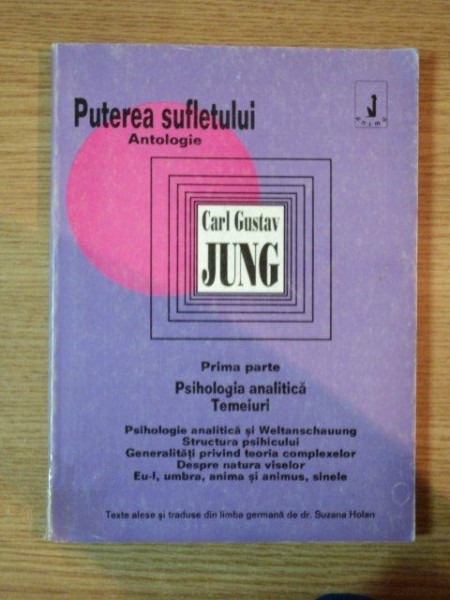 Puterea sufletului
Antologie
Anima
Carl Gustav
JUNG
Prima parte
Psihologia analitică
Temeiuri
Psihologie analitică și Weltanschauung
Structura psihicului
Generalități privind teoria complexelor
Despre natura viselor
Eu-l, umbra, anima și animus, sinele
Texte alese și traduse din limba germană de dr. Suzana Holan